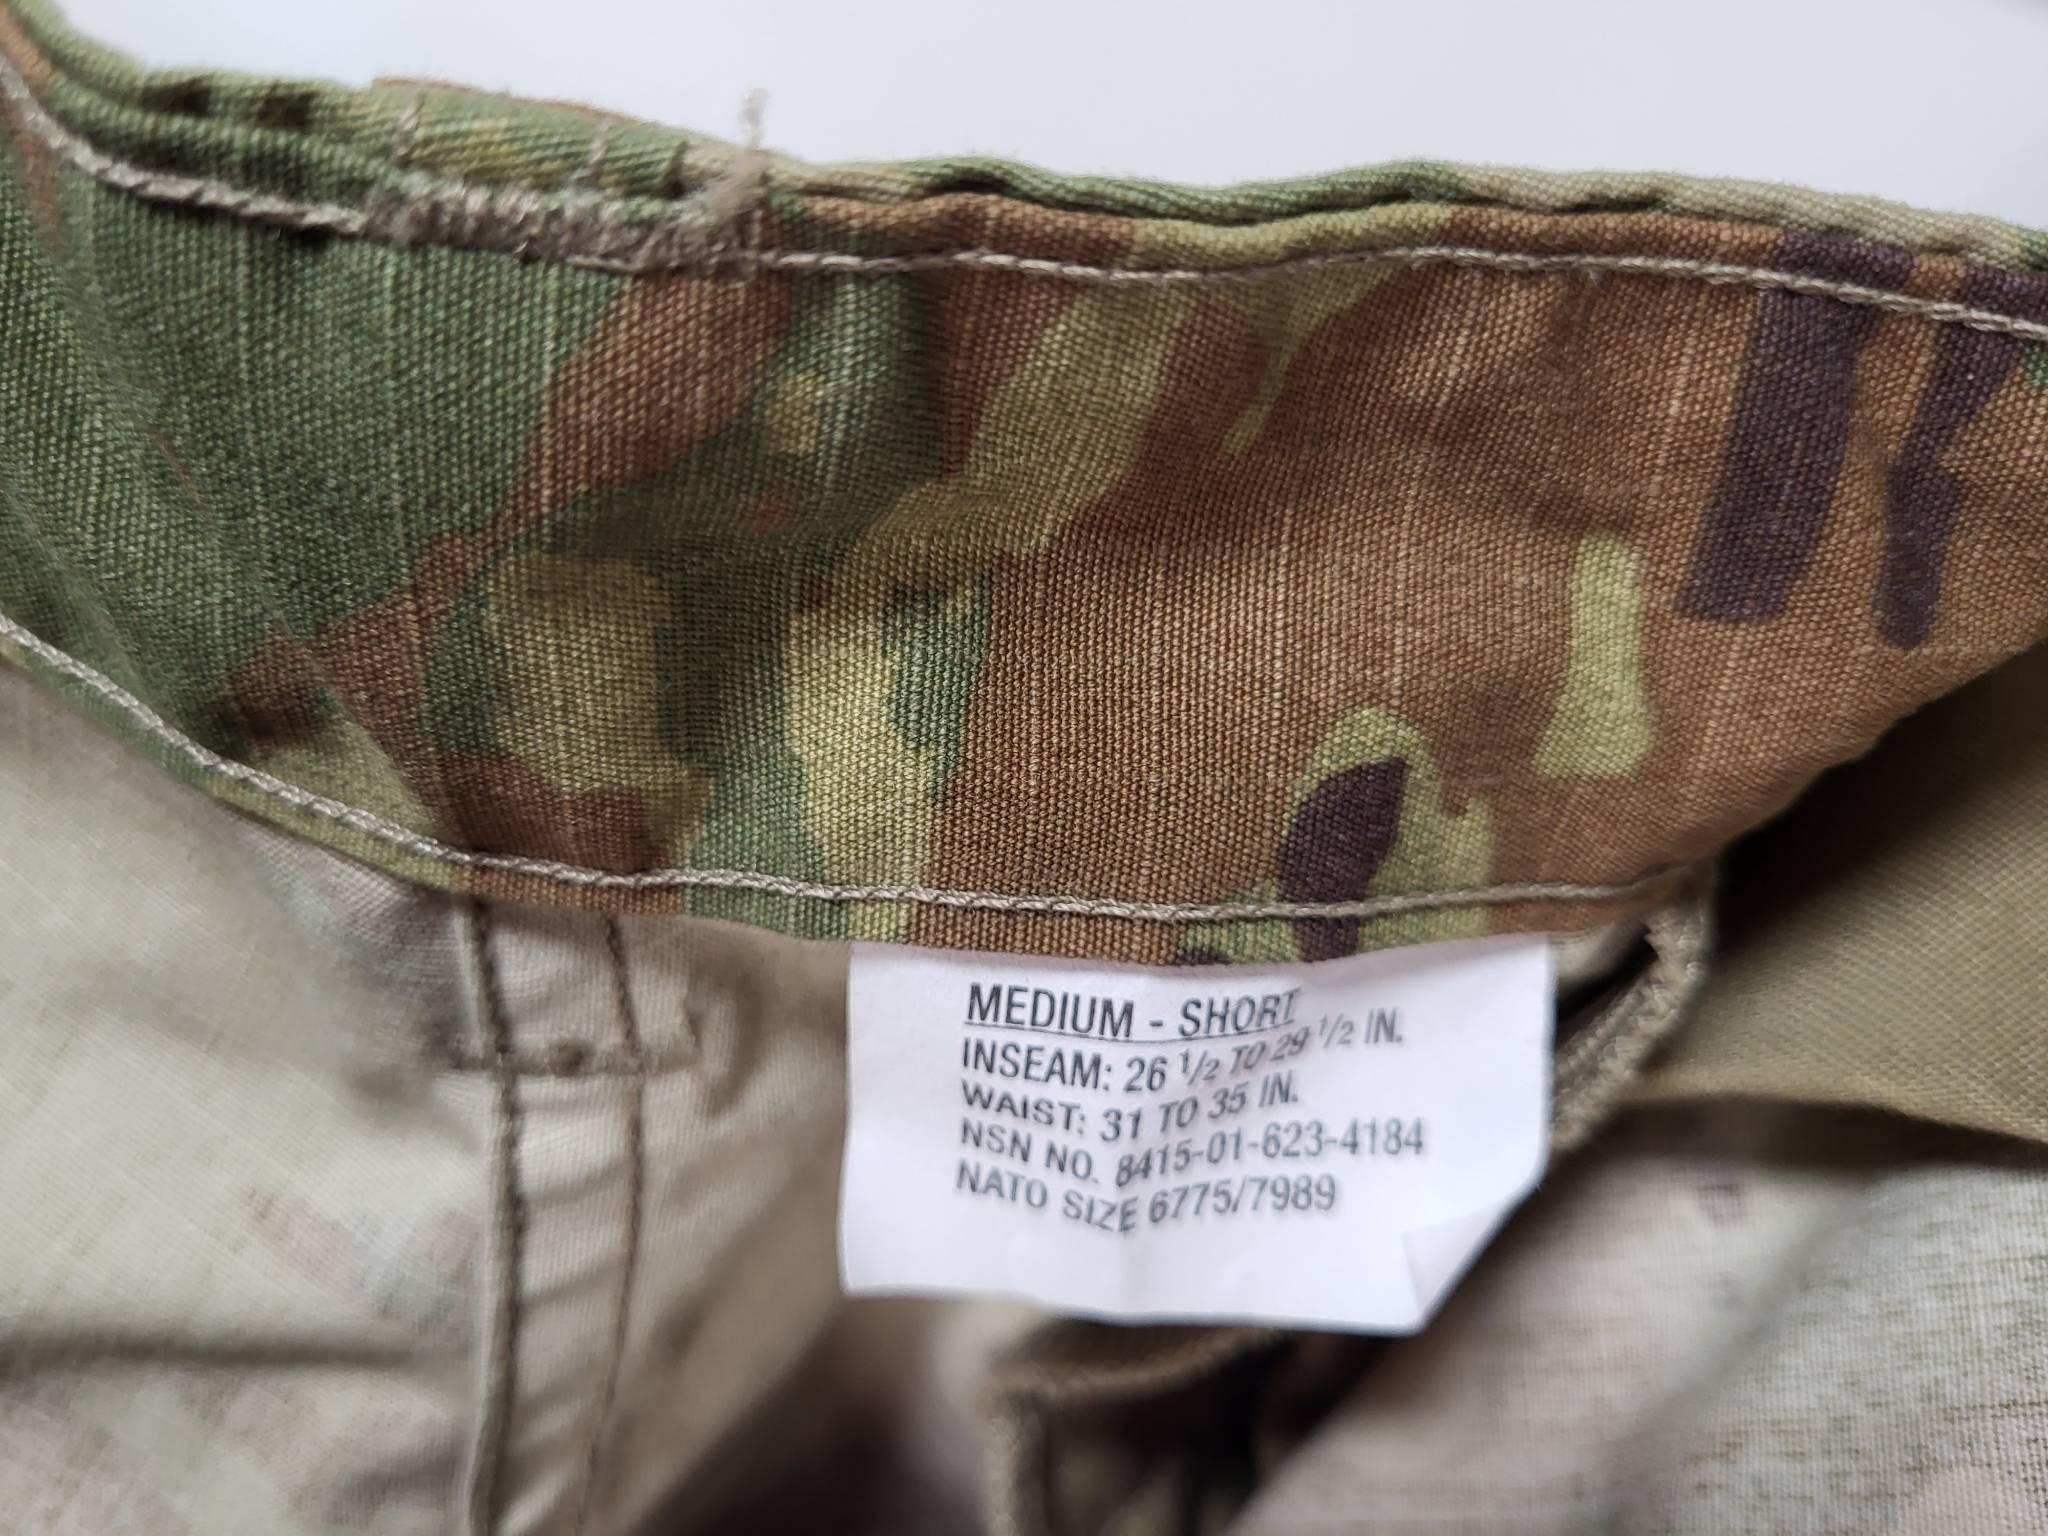 MEDIUM - SHORT
INSEAM: 26 1/2 TO 29 1/2 IN.
WAIST: 31 TO 35 IN.
NSN NO. 8415-01-623-4184
NATO SIZE 6775/7989